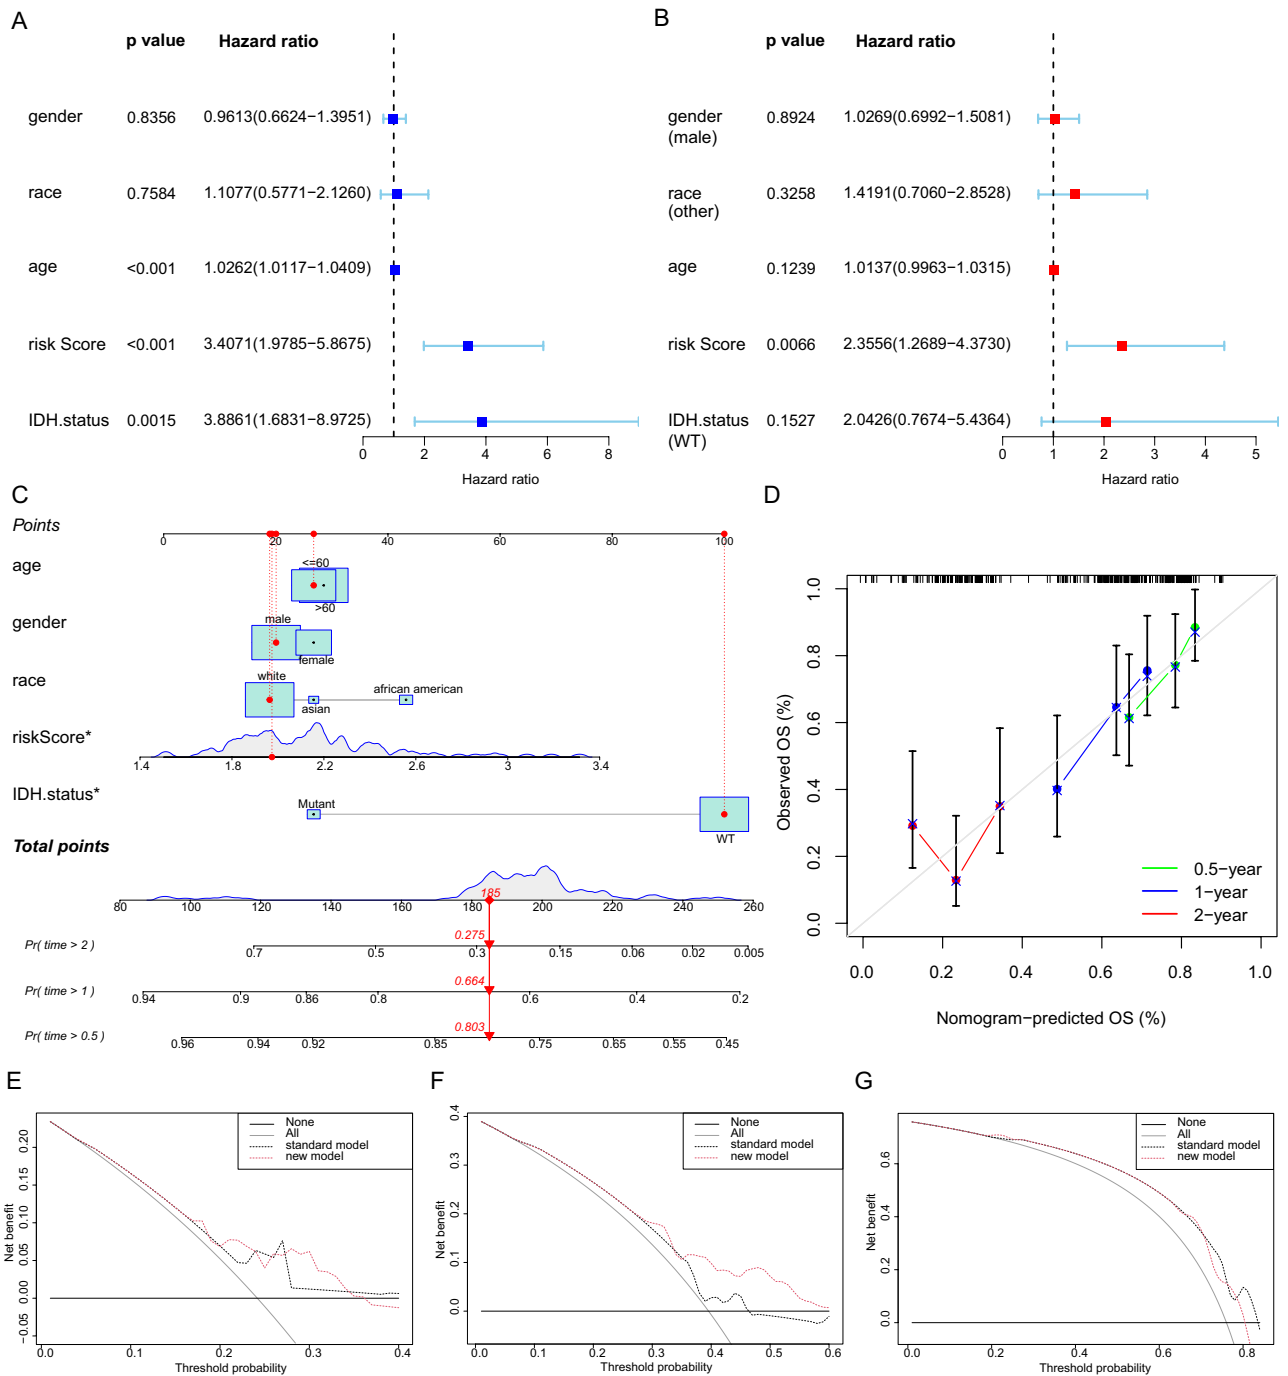 A
p value Hazard ratio
gender 0.8356 0.9613(0.6624−1.3951)
race 0.7584 1.1077(0.5771−2.1260)
age <0.001 1.0262(1.0117−1.0409)
risk Score <0.001 3.4071(1.9785−5.8675)
IDH.status 0.0015 3.8861(1.6831−8.9725)
0 2 4 6 8
Hazard ratio
B
p value Hazard ratio
gender 0.8924 1.0269(0.6992−1.5081)
(male)
race 0.3258 1.4191(0.7060−2.8528)
(other)
age 0.1239 1.0137(0.9963−1.0315)
risk Score 0.0066 2.3556(1.2689−4.3730)
IDH.status 0.1527 2.0426(0.7674−5.4364)
(WT)
0 1 2 3 4 5
Hazard ratio
C
Points
0 20 40 60 80 100
age
<=60
>60
gender
male
female
race
white
asian
african american
riskScore*
1.4 1.8 2.2 2.6 3 3.4
IDH.status*
Mutant
WT
Total points
185
80 100 120 140 160 180 200 220 240 260
0.275
Pr( time > 2 )
0.7 0.5 0.3 0.15 0.06 0.02 0.005
0.664
Pr( time > 1 )
0.94 0.9 0.86 0.8 0.6 0.4 0.2
0.803
Pr( time > 0.5 )
0.96 0.94 0.92 0.85 0.75 0.65 0.55 0.45
D
Observed OS (%)
0.0 0.2 0.4 0.6 0.8 1.0
0.5−year
1−year
2−year
0.0 0.2 0.4 0.6 0.8 1.0
Nomogram−predicted OS (%)
E
Net benefit
−0.05 0.00 0.05 0.10 0.15 0.20
None
All
standard model
new model
0.0 0.1 0.2 0.3 0.4
Threshold probability
F
Net benefit
0.0 0.1 0.2 0.3 0.4
None
All
standard model
new model
0.0 0.1 0.2 0.3 0.4 0.5 0.6
Threshold probability
G
Net benefit
0.0 0.2 0.4 0.6
None
All
standard model
new model
0.0 0.2 0.4 0.6 0.8
Threshold probability